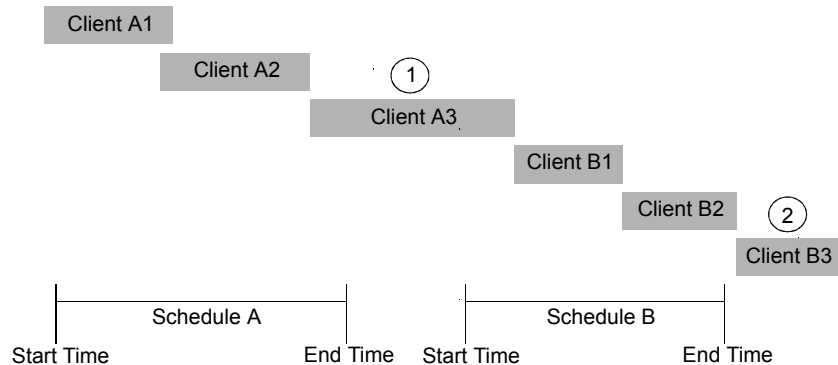 Client A1
Client A2
1
Client A3
Client B1
Client B2
2
Client B3
Schedule A
Schedule B
Start Time
End Time
Start Time
End Time